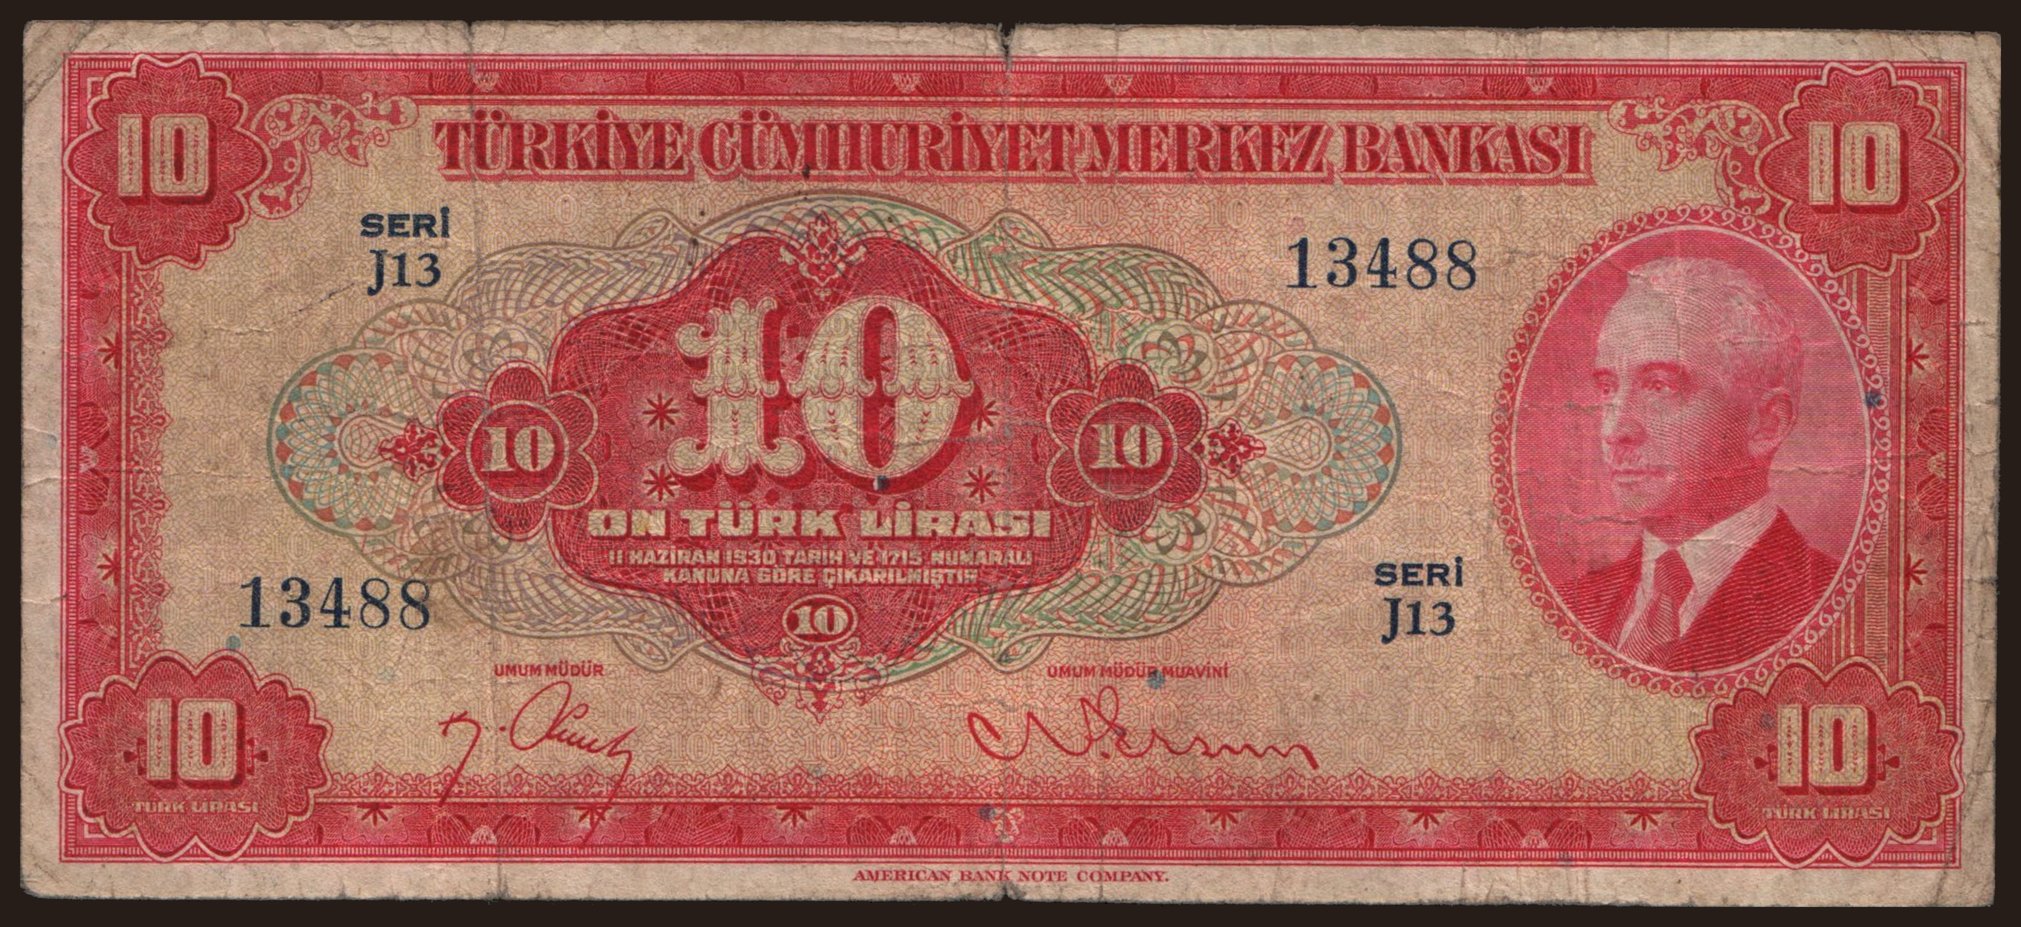 10 10
TÜRKİYE CÜMHURİYET MERKEZ BANKASI
SERİ
J13
13488
10
10 10
ON TÜRK LİRASI
11 HAZİRAN 1930 TARİH VE 1715 NUMARALI
KANUNA GÖRE ÇIKARILMIŞTIR
SERİ
J13
13488
10
UMUM MÜDÜR UMUM MÜDÜR MUAVİNİ
10 10
TÜRK LİRASI TÜRK LİRASI
AMERICAN BANK NOTE COMPANY.